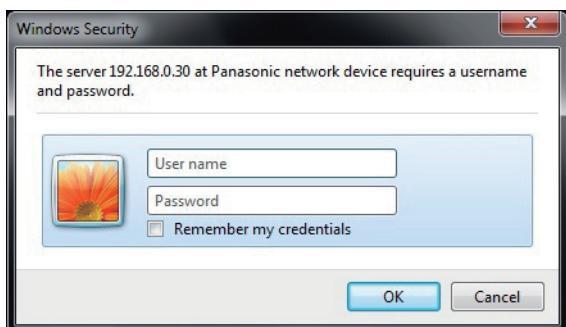 Windows Security
The server 192.168.0.30 at Panasonic network device requires a username
and password.
User name
Password
Remember my credentials
OK
Cancel